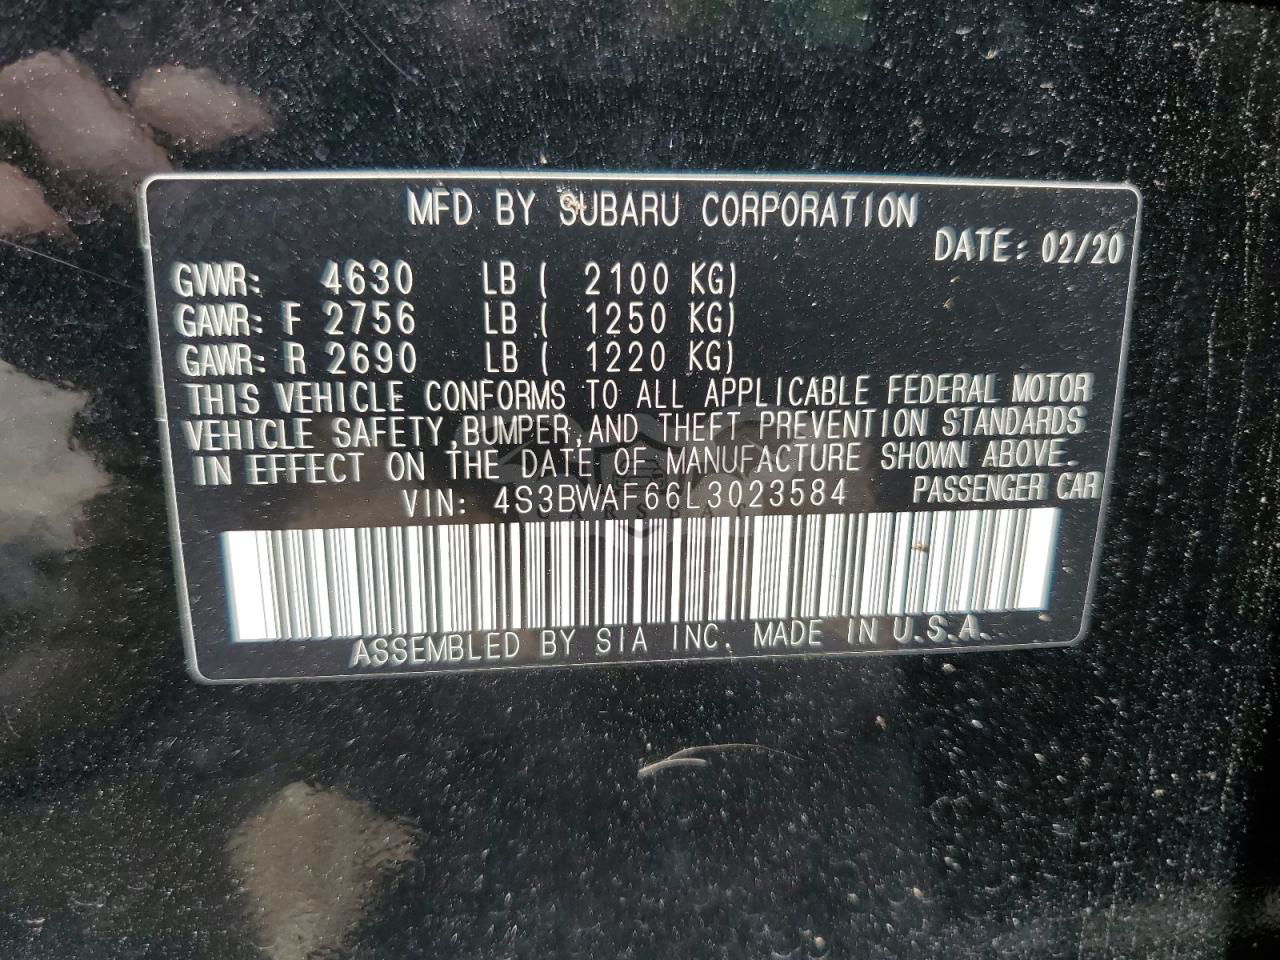 MFD BY SUBARU CORPORATION
DATE: 02/20
GVWR: 4630 LB ( 2100 KG)
GAWR: F 2756 LB ( 1250 KG)
GAWR: R 2690 LB ( 1220 KG)
THIS VEHICLE CONFORMS TO ALL APPLICABLE FEDERAL MOTOR
VEHICLE SAFETY, BUMPER, AND THEFT PREVENTION STANDARDS
IN EFFECT ON THE DATE OF MANUFACTURE SHOWN ABOVE.
VIN: 4S3BWAF66L3023584 PASSENGER CAR
ASSEMBLED BY SIA INC. MADE IN U.S.A.